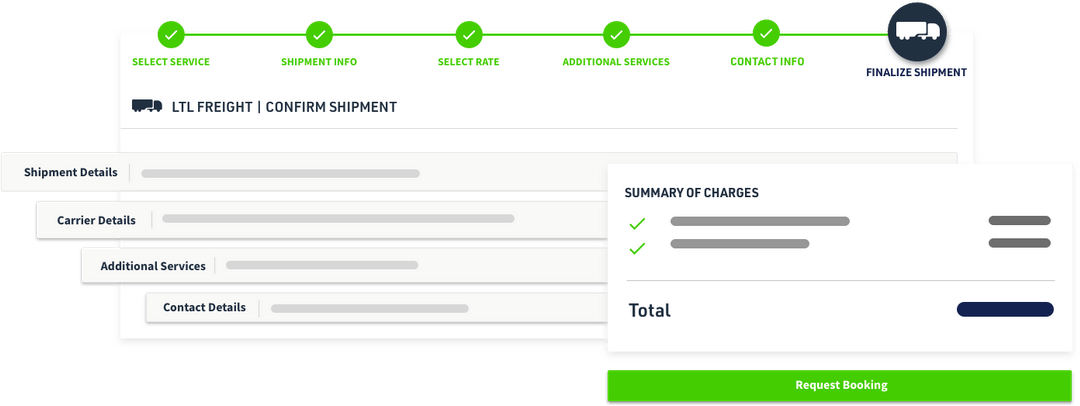 SELECT SERVICE
SHIPMENT INFO
SELECT RATE
ADDITIONAL SERVICES
CONTACT INFO
FINALIZE SHIPMENT
LTL FREIGHT | CONFIRM SHIPMENT
Shipment Details
Carrier Details
Additional Services
Contact Details
SUMMARY OF CHARGES
Total
Request Booking